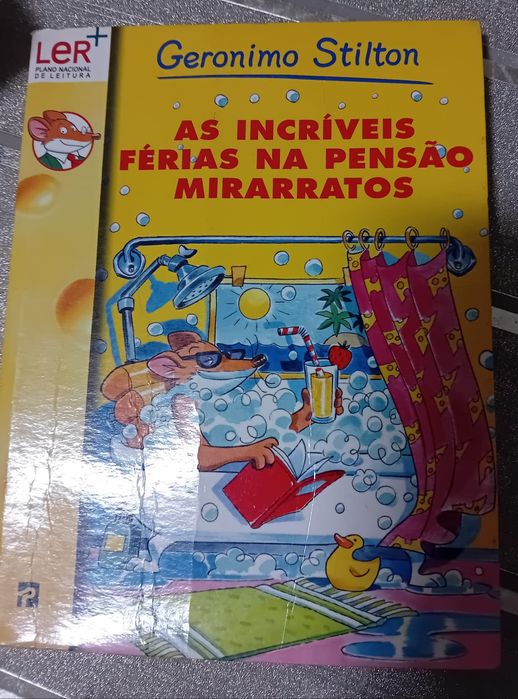 LeR+
PLANO NACIONAL
DE LEITURA
Geronimo Stilton
AS INCRÍVEIS
FÉRIAS NA PENSÃO
MIRARRATOS